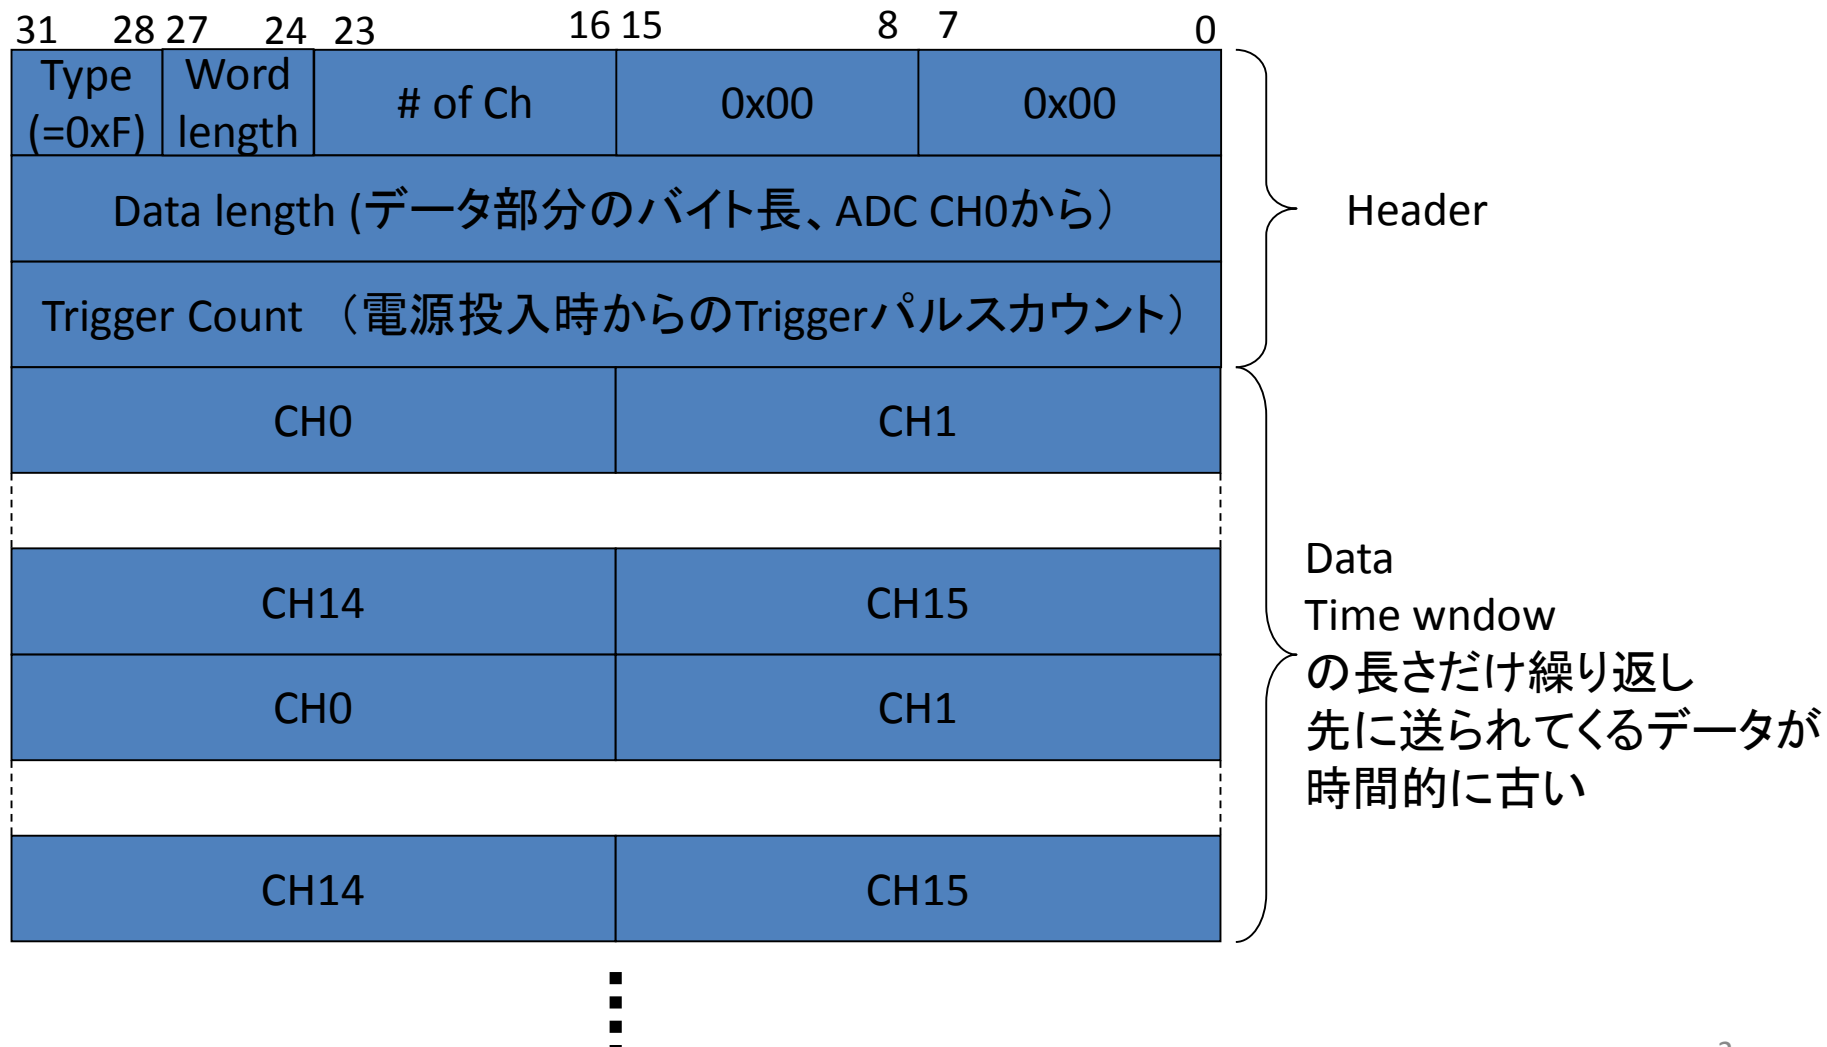 31 28 27 24 23 16 15 8 7 0
Type
(=0xF)
Word
length
# of Ch
0x00
0x00
Data length (データ部分のバイト長、ADC CH0から）
Trigger Count （電源投入時からのTriggerパルスカウント）
Header
CH0
CH1
CH14
CH15
CH0
CH1
CH14
CH15
Data
Time wndow
の長さだけ繰り返し
先に送られてくるデータが
時間的に古い